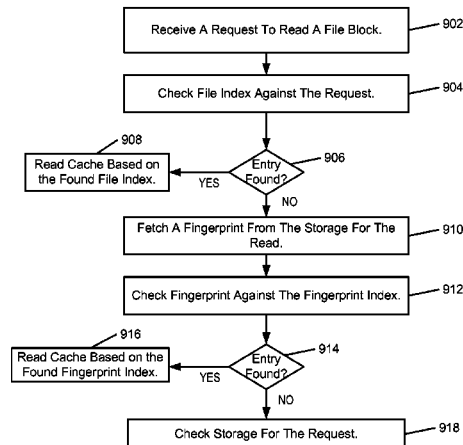 Receive A Request To Read A File Block.
902
Check File Index Against The Request.
904
908
Read Cache Based on
the Found File Index.
YES
Entry
Found?
906
NO
Fetch A Fingerprint From The Storage For The
Read.
910
Check Fingerprint Against The Fingerprint Index.
912
916
Read Cache Based on the
Found Fingerprint Index.
YES
Entry
Found?
914
NO
Check Storage For The Request.
918